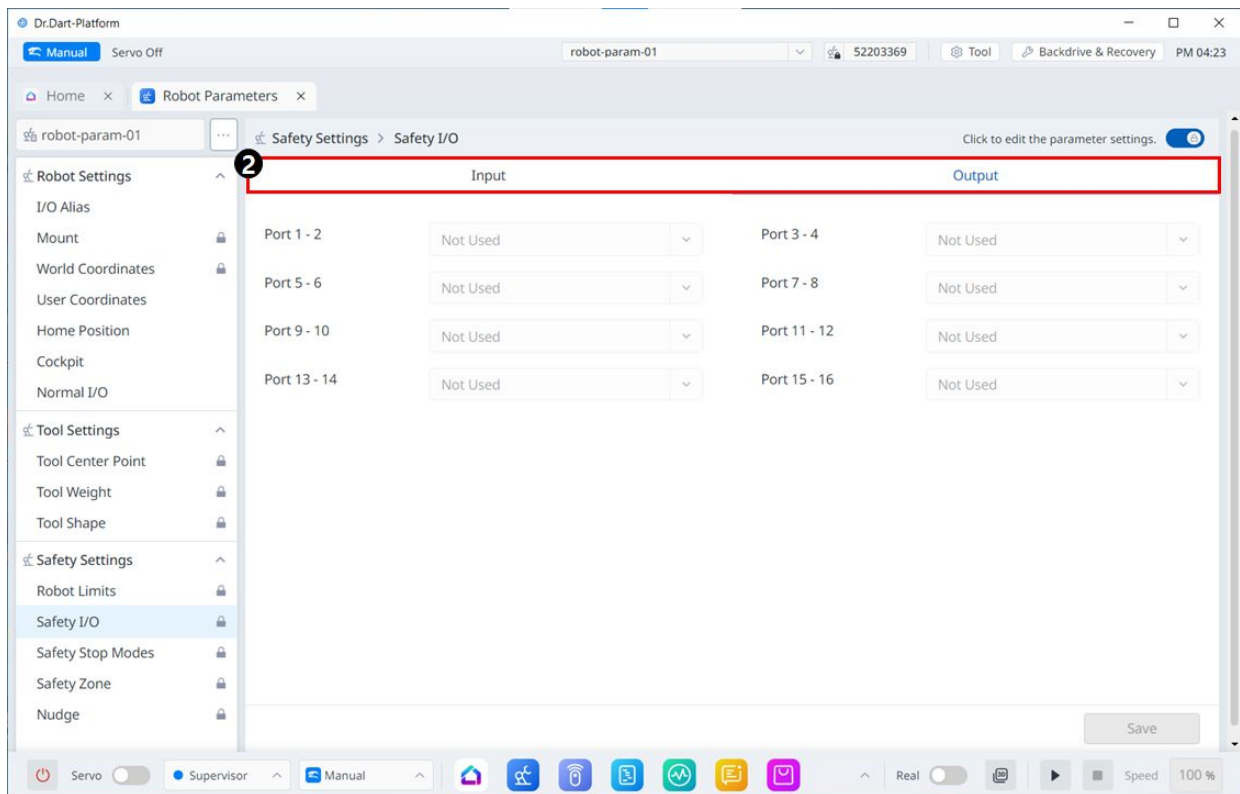 Dr.Dart-Platform
Manual Servo Off robot-param-01 52203369 Tool Backdrive & Recovery PM 04:23
Home Robot Parameters
robot-param-01 ... Safety Settings > Safety I/O Click to edit the parameter settings.
2
Robot Settings
I/O Alias
Mount
World Coordinates
User Coordinates
Home Position
Cockpit
Normal I/O
Tool Settings
Tool Center Point
Tool Weight
Tool Shape
Safety Settings
Robot Limits
Safety I/O
Safety Stop Modes
Safety Zone
Nudge
Input Output
Port 1 - 2 Not Used Port 3 - 4 Not Used
Port 5 - 6 Not Used Port 7 - 8 Not Used
Port 9 - 10 Not Used Port 11 - 12 Not Used
Port 13 - 14 Not Used Port 15 - 16 Not Used
Save
Servo Supervisor Manual Real 3D Speed 100 %